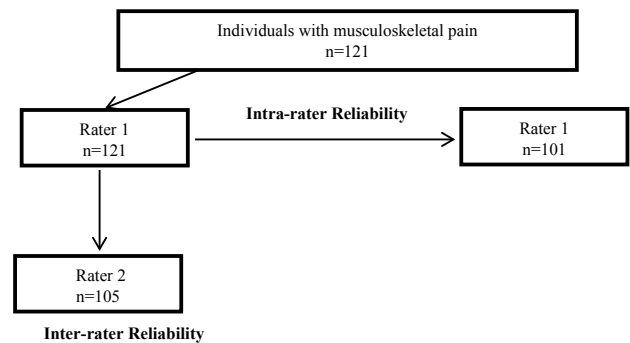 Individuals with musculoskeletal pain
n=121
Rater 1
n=121
Intra-rater Reliability
Rater 1
n=101
Rater 2
n=105
Inter-rater Reliability